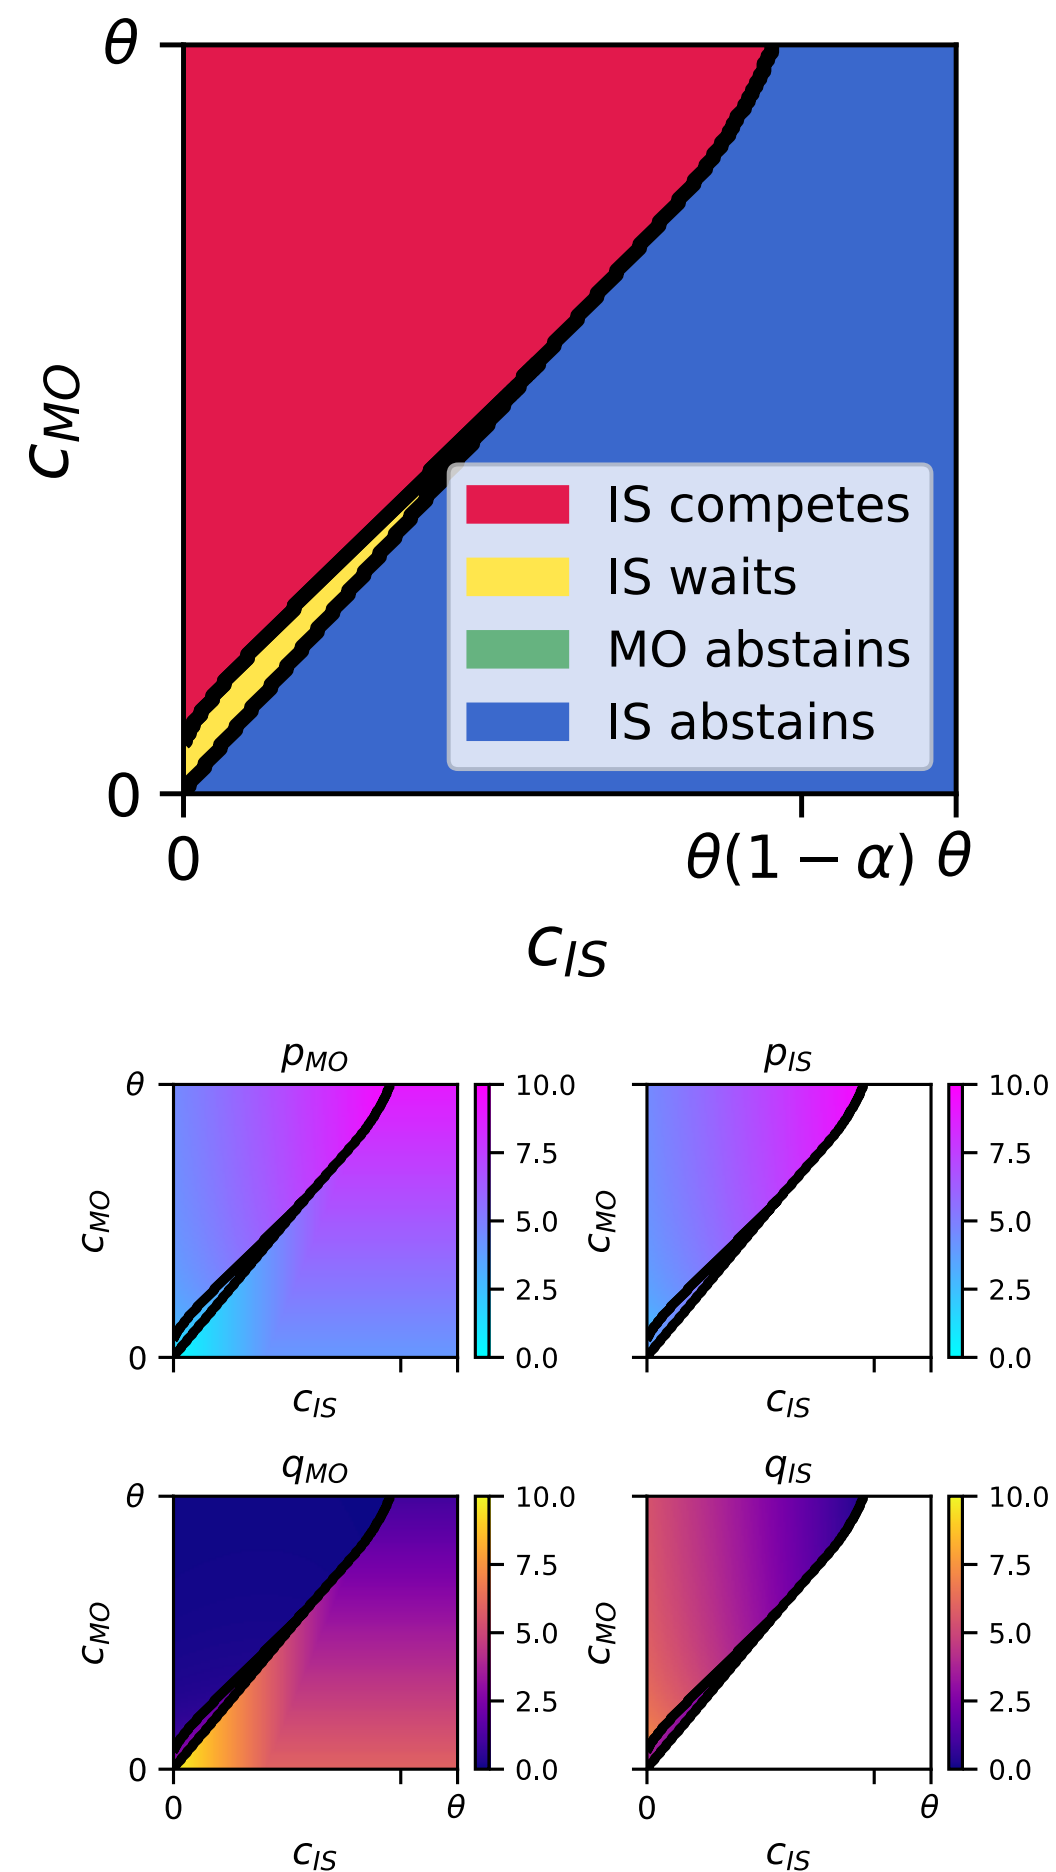 θ
c_MO
IS competes
IS waits
MO abstains
IS abstains
0
0 θ(1 − α) θ
c_IS
p_MO p_IS
θ 10.0 10.0
7.5 7.5
c_MO 5.0 c_MO 5.0
2.5 2.5
0 0.0 0.0
c_IS c_IS
q_MO q_IS
θ 10.0 10.0
7.5 7.5
c_MO 5.0 c_MO 5.0
2.5 2.5
0 0.0 0.0
0 θ 0 θ
c_IS c_IS